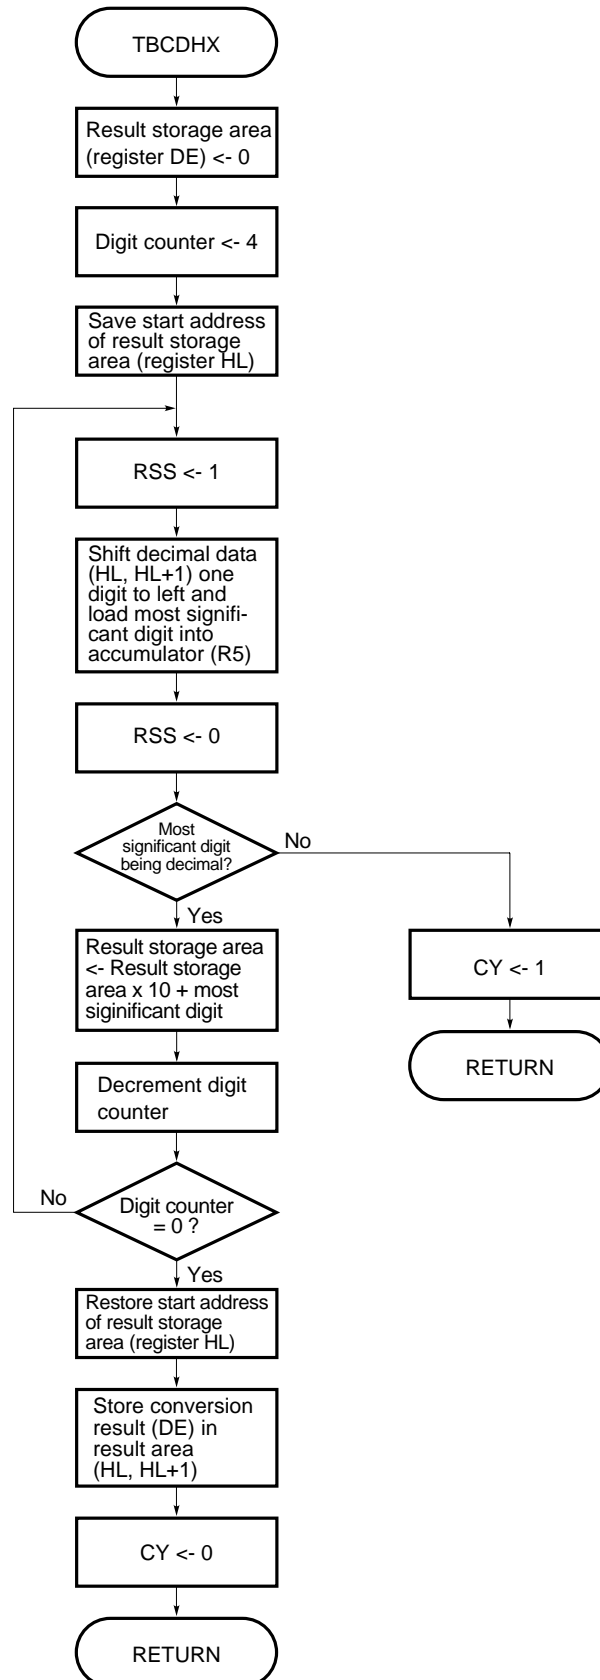 TBCDHX
Result storage area
(register DE) <- 0
Digit counter <- 4
Save start address
of result storage
area (register HL)
RSS <- 1
Shift decimal data
(HL, HL+1) one
digit to left and
load most signifi-
cant digit into
accumulator (R5)
RSS <- 0
Most
significant digit
being decimal?
No
Yes
Result storage area
<- Result storage
area x 10 + most
siginificant digit
CY <- 1
RETURN
Decrement digit
counter
No
Digit counter
= 0 ?
Yes
Restore start address
of result storage
area (register HL)
Store conversion
result (DE) in
result area
(HL, HL+1)
CY <- 0
RETURN